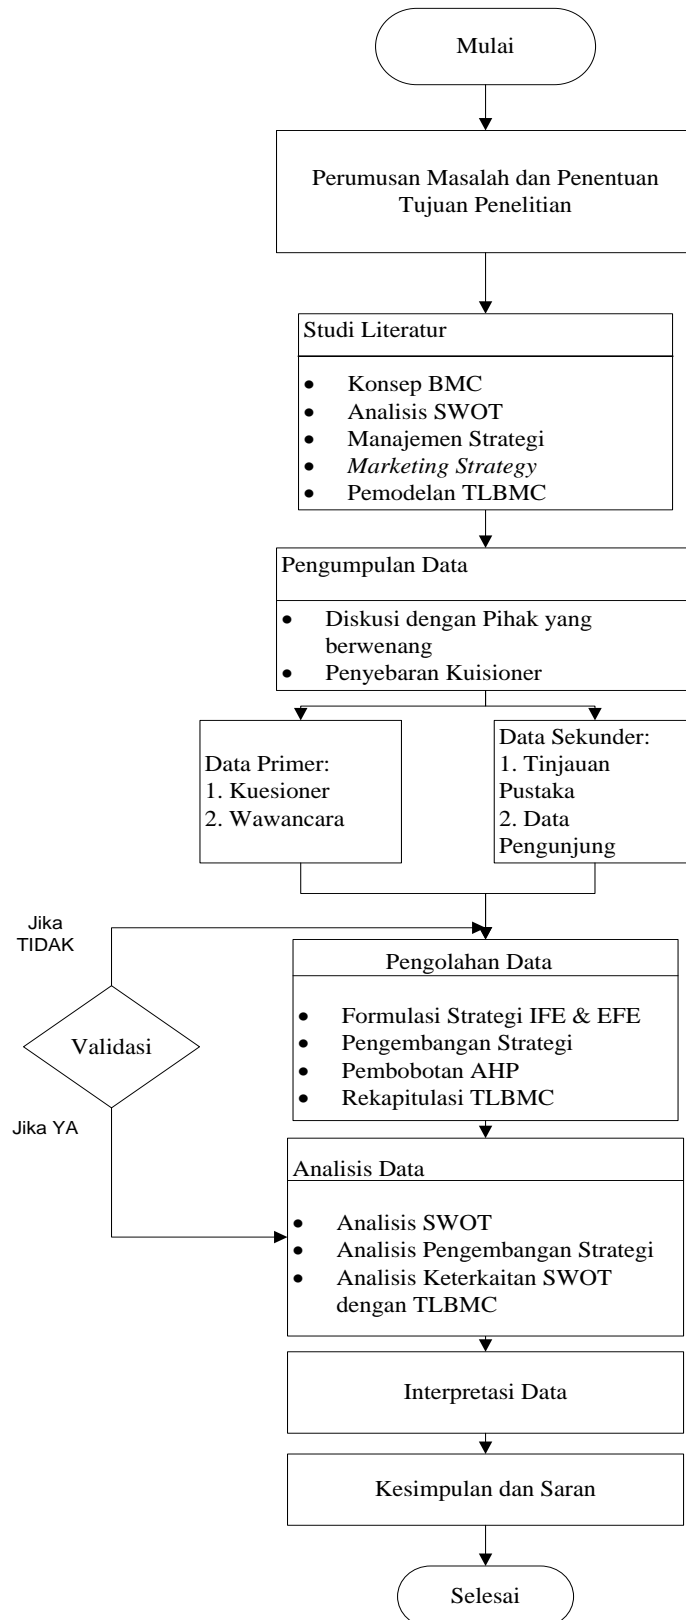 Mulai
Perumusan Masalah dan Penentuan
Tujuan Penelitian
Studi Literatur
• Konsep BMC
• Analisis SWOT
• Manajemen Strategi
• Marketing Strategy
• Pemodelan TLBMC
Pengumpulan Data
• Diskusi dengan Pihak yang
berwenang
• Penyebaran Kuisioner
Data Primer:
1. Kuesioner
2. Wawancara
Data Sekunder:
1. Tinjauan
Pustaka
2. Data
Pengunjung
Jika
TIDAK
Validasi
Jika YA
Pengolahan Data
• Formulasi Strategi IFE & EFE
• Pengembangan Strategi
• Pembobotan AHP
• Rekapitulasi TLBMC
Analisis Data
• Analisis SWOT
• Analisis Pengembangan Strategi
• Analisis Keterkaitan SWOT
dengan TLBMC
Interpretasi Data
Kesimpulan dan Saran
Selesai